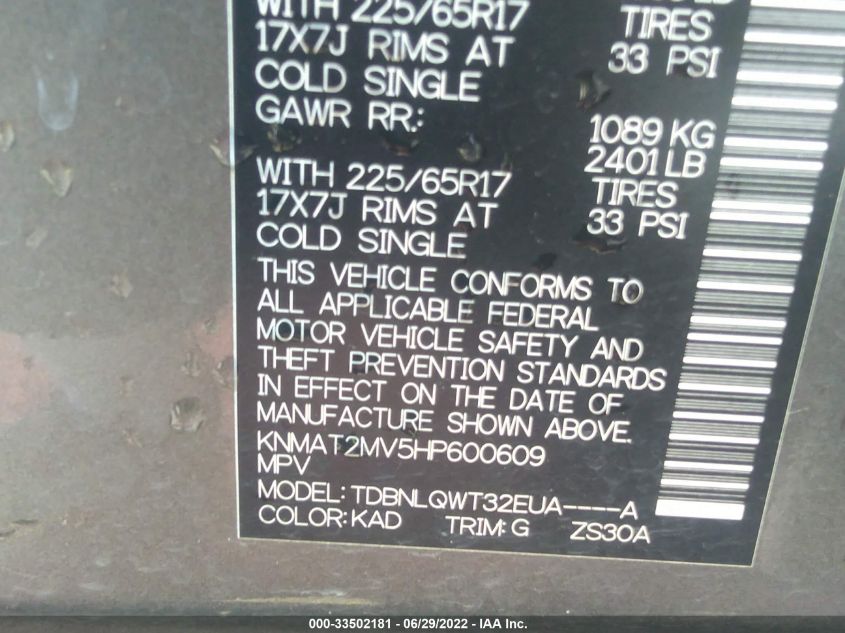 WITH 225/65R17 TIRES
17X7J RIMS AT 33 PSI
COLD SINGLE
GAWR RR.: 1089 KG
2401 LB
WITH 225/65R17 TIRES
17X7J RIMS AT 33 PSI
COLD SINGLE
THIS VEHICLE CONFORMS TO
ALL APPLICABLE FEDERAL
MOTOR VEHICLE SAFETY AND
THEFT PREVENTION STANDARDS
IN EFFECT ON THE DATE OF
MANUFACTURE SHOWN ABOVE.
KNMAT2MV5HP600609
MPV
MODEL: TDBNLQWT32EUA----A
COLOR: KAD TRIM: G ZS30A
000-33502181 - 06/29/2022 - IAA Inc.